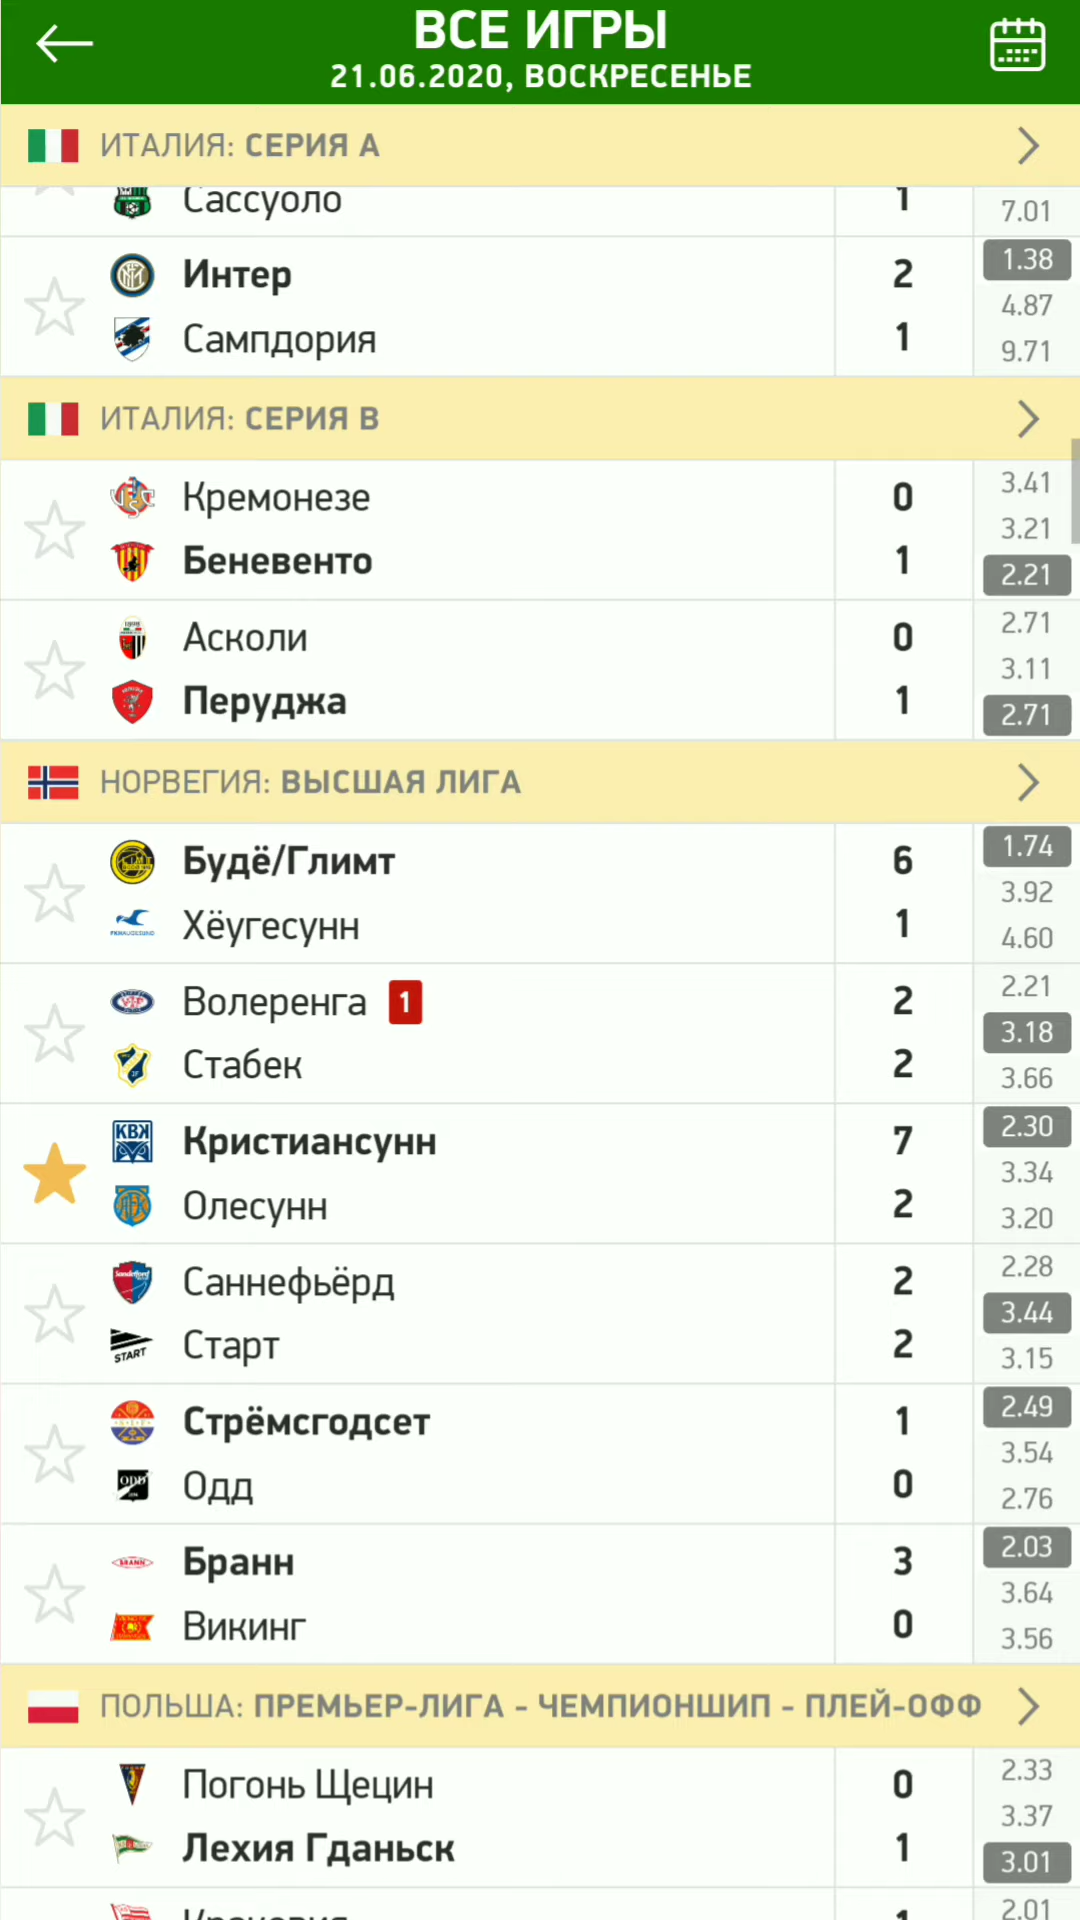 ВСЕ ИГРЫ
21.06.2020, ВОСКРЕСЕНЬЕ
ИТАЛИЯ: СЕРИЯ A
Сассуоло 1 7.01
Интер 2 1.38
4.87
Сампдория 1 9.71
ИТАЛИЯ: СЕРИЯ B
Кремонезе 0 3.41
3.21
Беневенто 1 2.21
Асколи 0 2.71
3.11
Перуджа 1 2.71
НОРВЕГИЯ: ВЫСШАЯ ЛИГА
Будё/Глимт 6 1.74
3.92
Хёугесунн 1 4.60
Волеренга 1 2 2.21
3.18
Стабек 2 3.66
КВК Кристиансунн 7 2.30
3.34
Олесунн 2 3.20
Саннефьёрд 2 2.28
3.44
START Старт 2 3.15
Стрёмсгодсет 1 2.49
3.54
ODD Одд 0 2.76
BRANN Бранн 3 2.03
3.64
Викинг 0 3.56
ПОЛЬША: ПРЕМЬЕР-ЛИГА - ЧЕМПИОНШИП - ПЛЕЙ-ОФФ
Погонь Щецин 0 2.33
3.37
Лехия Гданьск 1 3.01
Краковия 1 2.01